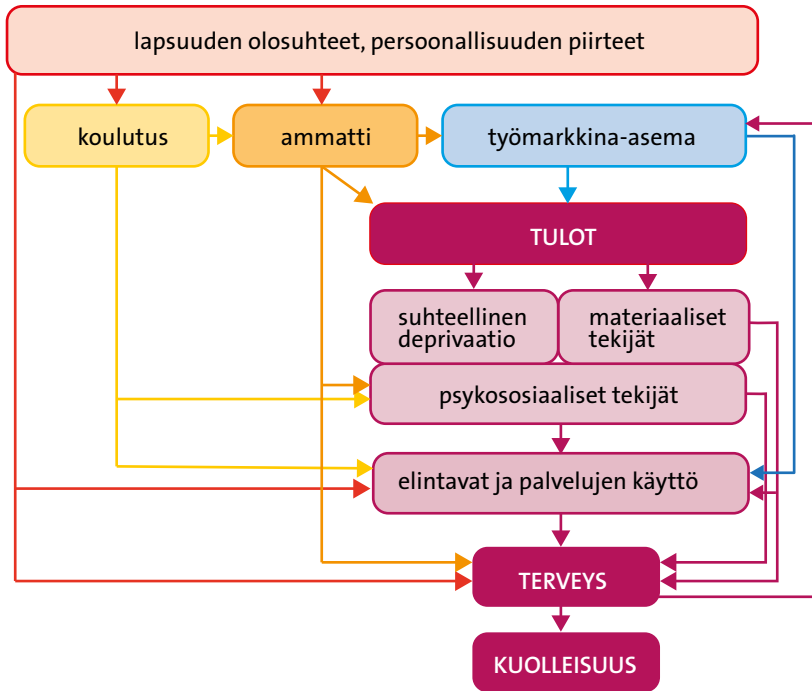 lapsuuden olosuhteet, persoonallisuuden piirteet
koulutus
ammatti
työmarkkina-asema
TULOT
suhteellinen
deprivaatio
materiaaliset
tekijät
psykososiaaliset tekijät
elintavat ja palvelujen käyttö
TERVEYS
KUOLLEISUUS